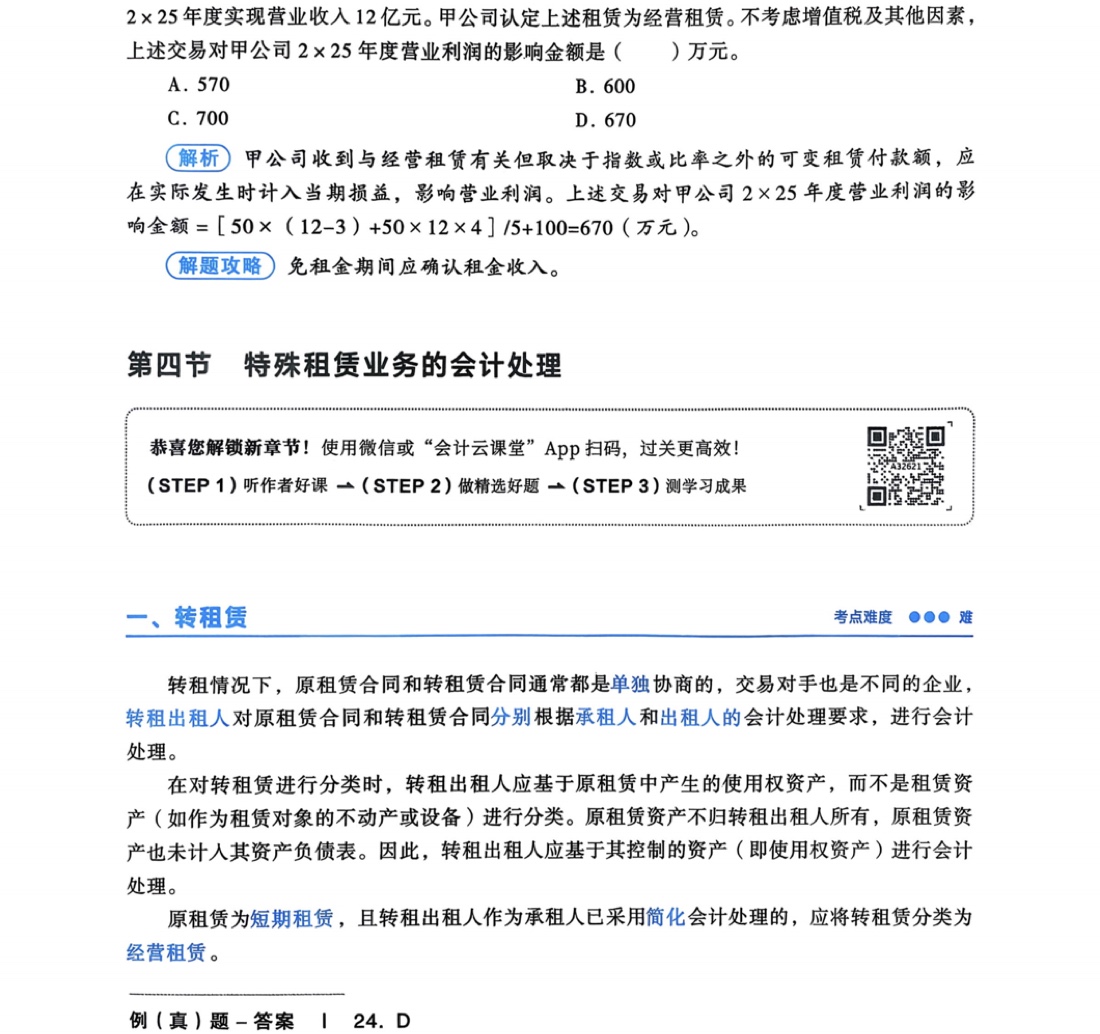 2×25年度实现营业收入12亿元。甲公司认定上述租赁为经营租赁。不考虑增值税及其他因素，
上述交易对甲公司2×25年度营业利润的影响金额是（　　）万元。
A. 570　　B. 600
C. 700　　D. 670
解析 甲公司收到与经营租赁有关但取决于指数或比率之外的可变租赁付款额，应
在实际发生时计入当期损益，影响营业利润。上述交易对甲公司2×25年度营业利润的影
响金额=［50×（12-3）+50×12×4］/5+100=670（万元）。
解题攻略 免租金期间应确认租金收入。
第四节　特殊租赁业务的会计处理
恭喜您解锁新章节！使用微信或“会计云课堂”App扫码，过关更高效！
（STEP 1）听作者好课⇀（STEP 2）做精选好题⇀（STEP 3）测学习成果
A32621
一、转租赁　　考点难度 ●●● 难
转租情况下，原租赁合同和转租赁合同通常都是单独协商的，交易对手也是不同的企业，
转租出租人对原租赁合同和转租赁合同分别根据承租人和出租人的会计处理要求，进行会计
处理。
在对转租赁进行分类时，转租出租人应基于原租赁中产生的使用权资产，而不是租赁资
产（如作为租赁对象的不动产或设备）进行分类。原租赁资产不归转租出租人所有，原租赁资
产也未计入其资产负债表。因此，转租出租人应基于其控制的资产（即使用权资产）进行会计
处理。
原租赁为短期租赁，且转租出租人作为承租人已采用简化会计处理的，应将转租赁分类为
经营租赁。
例（真）题－答案　|　24. D